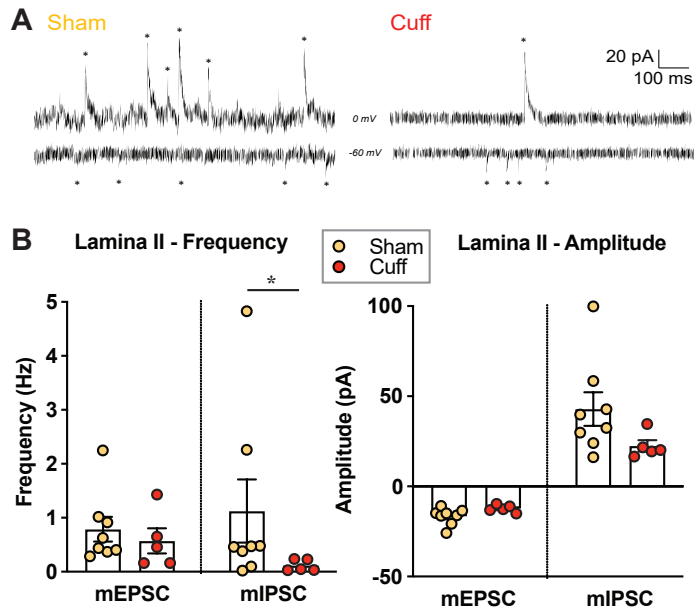 A
Sham
Cuff
* * * * * *
*
20 pA
100 ms
0 mV
-60 mV
* * * * *
* * * *
B
Lamina II - Frequency
Sham
Cuff
Lamina II - Amplitude
*
Frequency (Hz)
5
4
3
2
1
0
mEPSC
mIPSC
Amplitude (pA)
100
50
0
-50
mEPSC
mIPSC